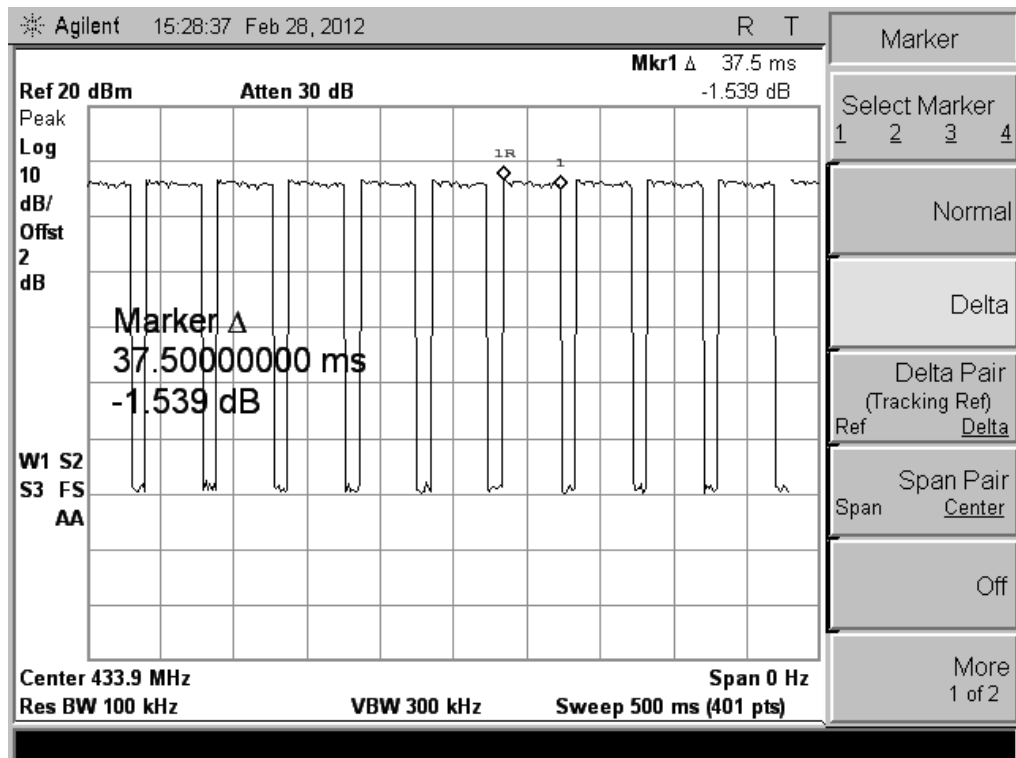 Agilent 15:28:37 Feb 28, 2012 R T
Mkr1 Δ 37.5 ms
Ref 20 dBm Atten 30 dB -1.539 dB
Peak
Log
10
dB/
Offst
2
dB
1R
1
Marker Δ
37.50000000 ms
-1.539 dB
W1 S2
S3 FS
AA
Center 433.9 MHz Span 0 Hz
Res BW 100 kHz VBW 300 kHz Sweep 500 ms (401 pts)
Marker
Select Marker
1 2 3 4
Normal
Delta
Delta Pair
(Tracking Ref)
Ref Delta
Span Pair
Span Center
Off
More
1 of 2